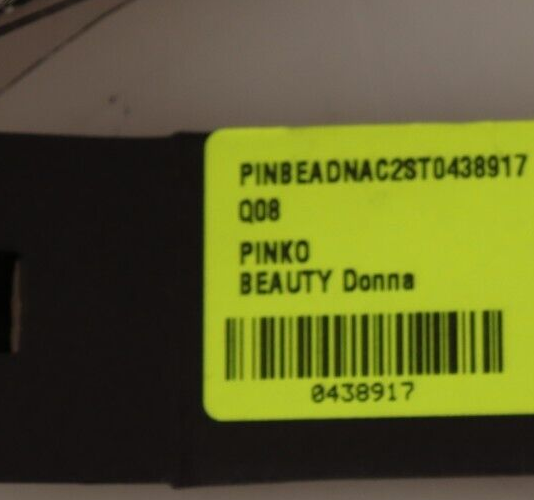 PINBEADNAC2ST0438917
Q08
PINKO
BEAUTY Donna
0438917